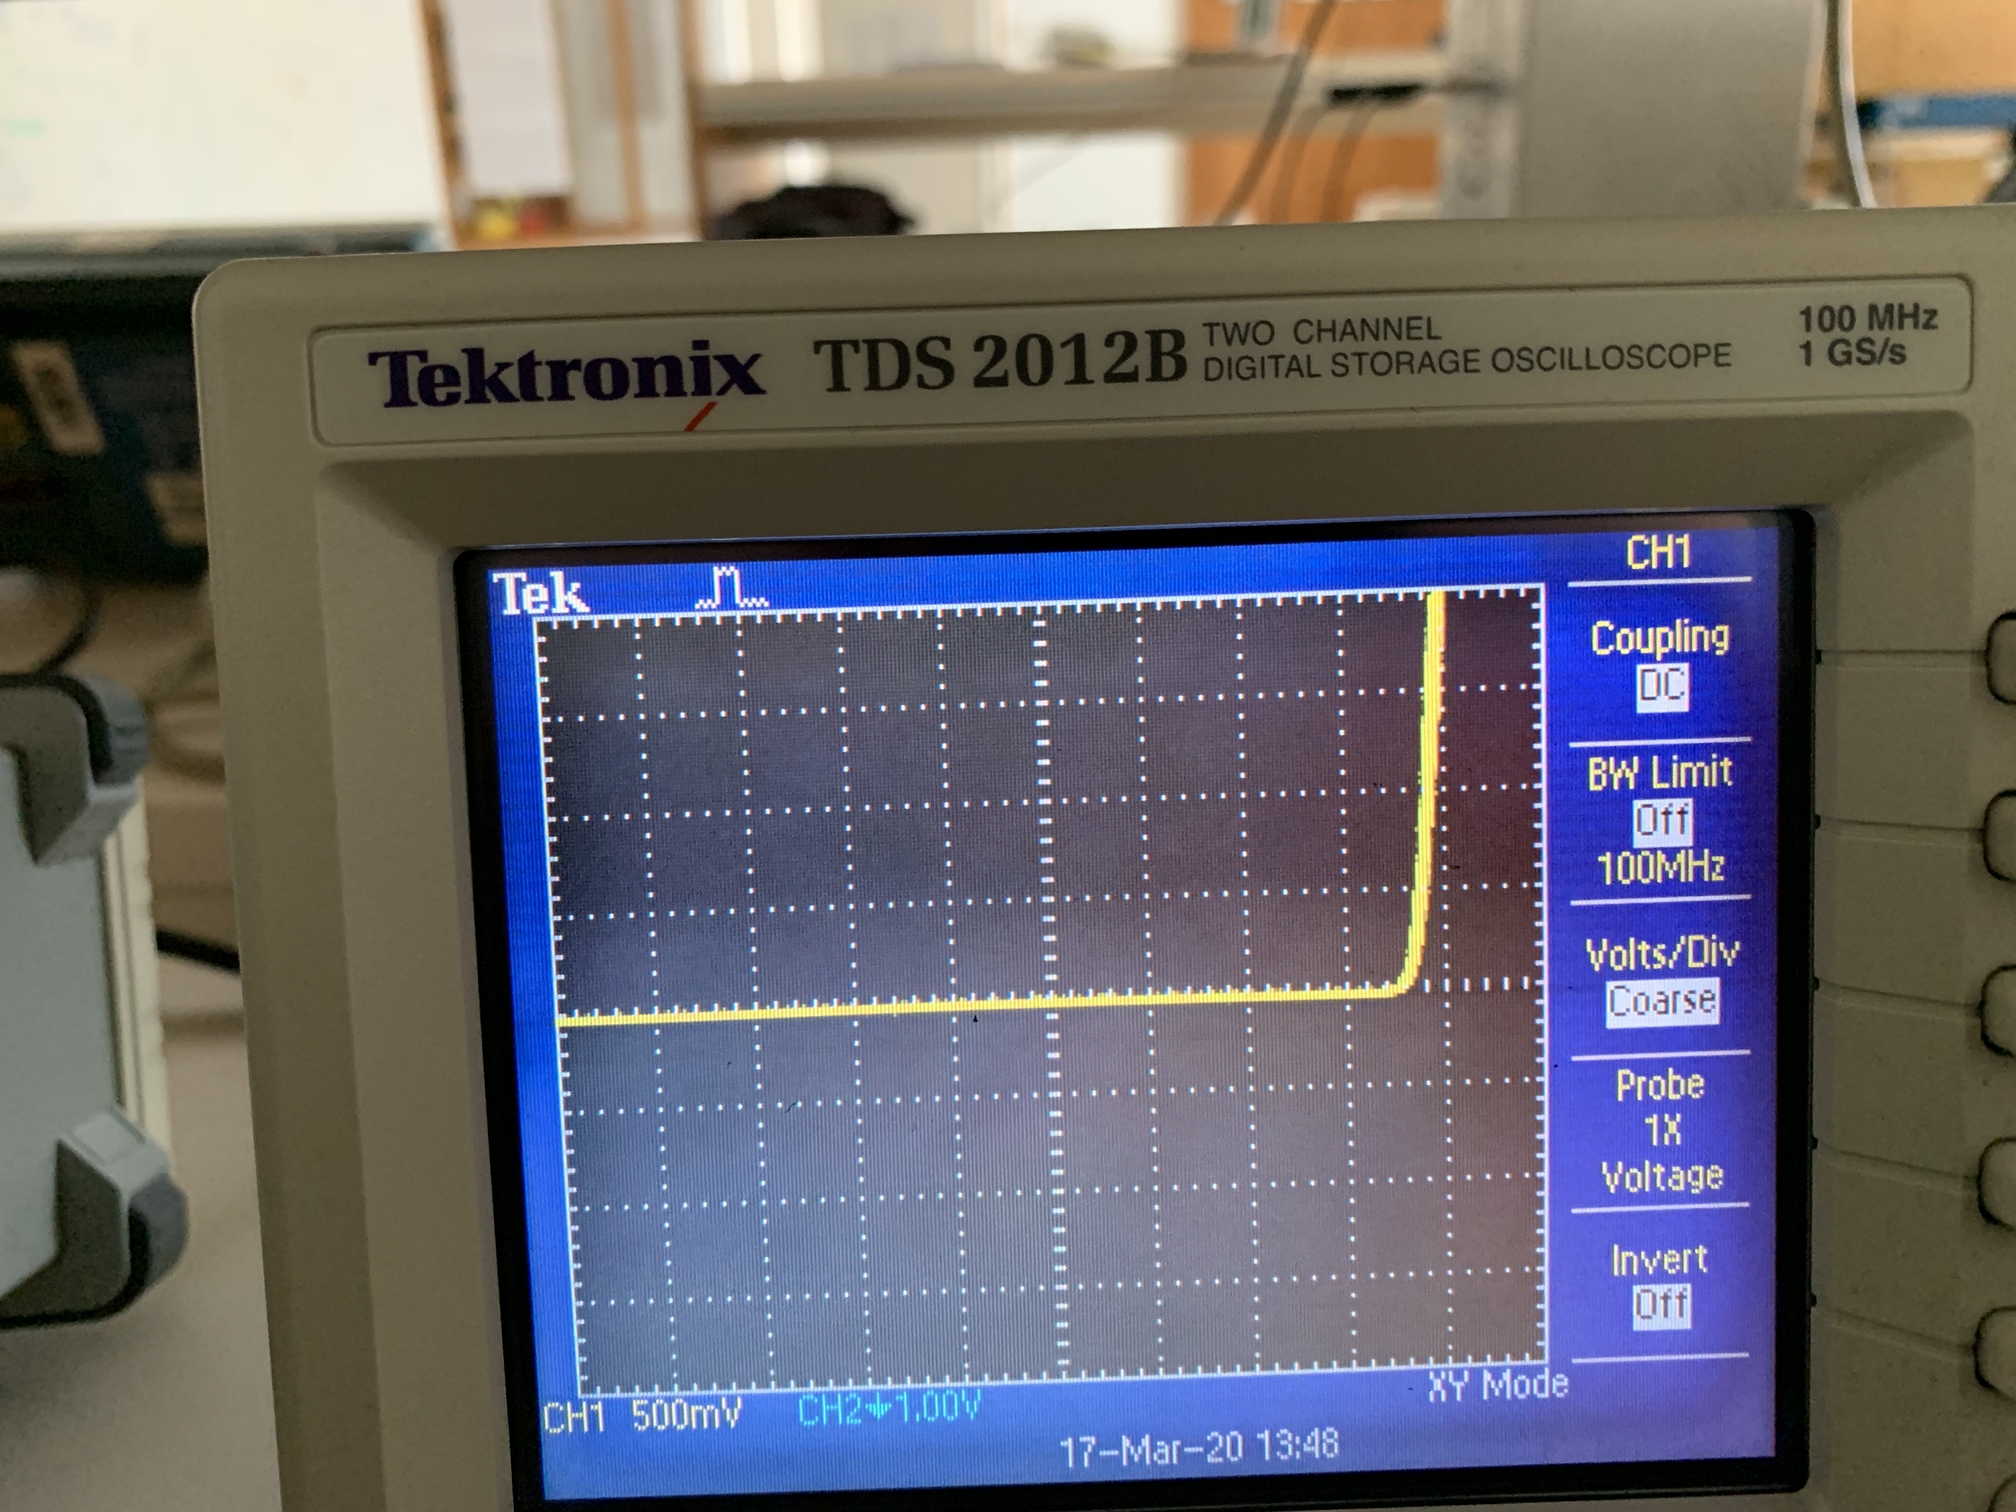 Tektronix TDS 2012B TWO CHANNEL
DIGITAL STORAGE OSCILLOSCOPE
100 MHz
1 GS/s
Tek
CH1
Coupling
DC
BW Limit
Off
100MHz
Volts/Div
Coarse
Probe
1X
Voltage
Invert
Off
XY Mode
CH1 500mV CH2 1.00V
17-Mar-20 13:48